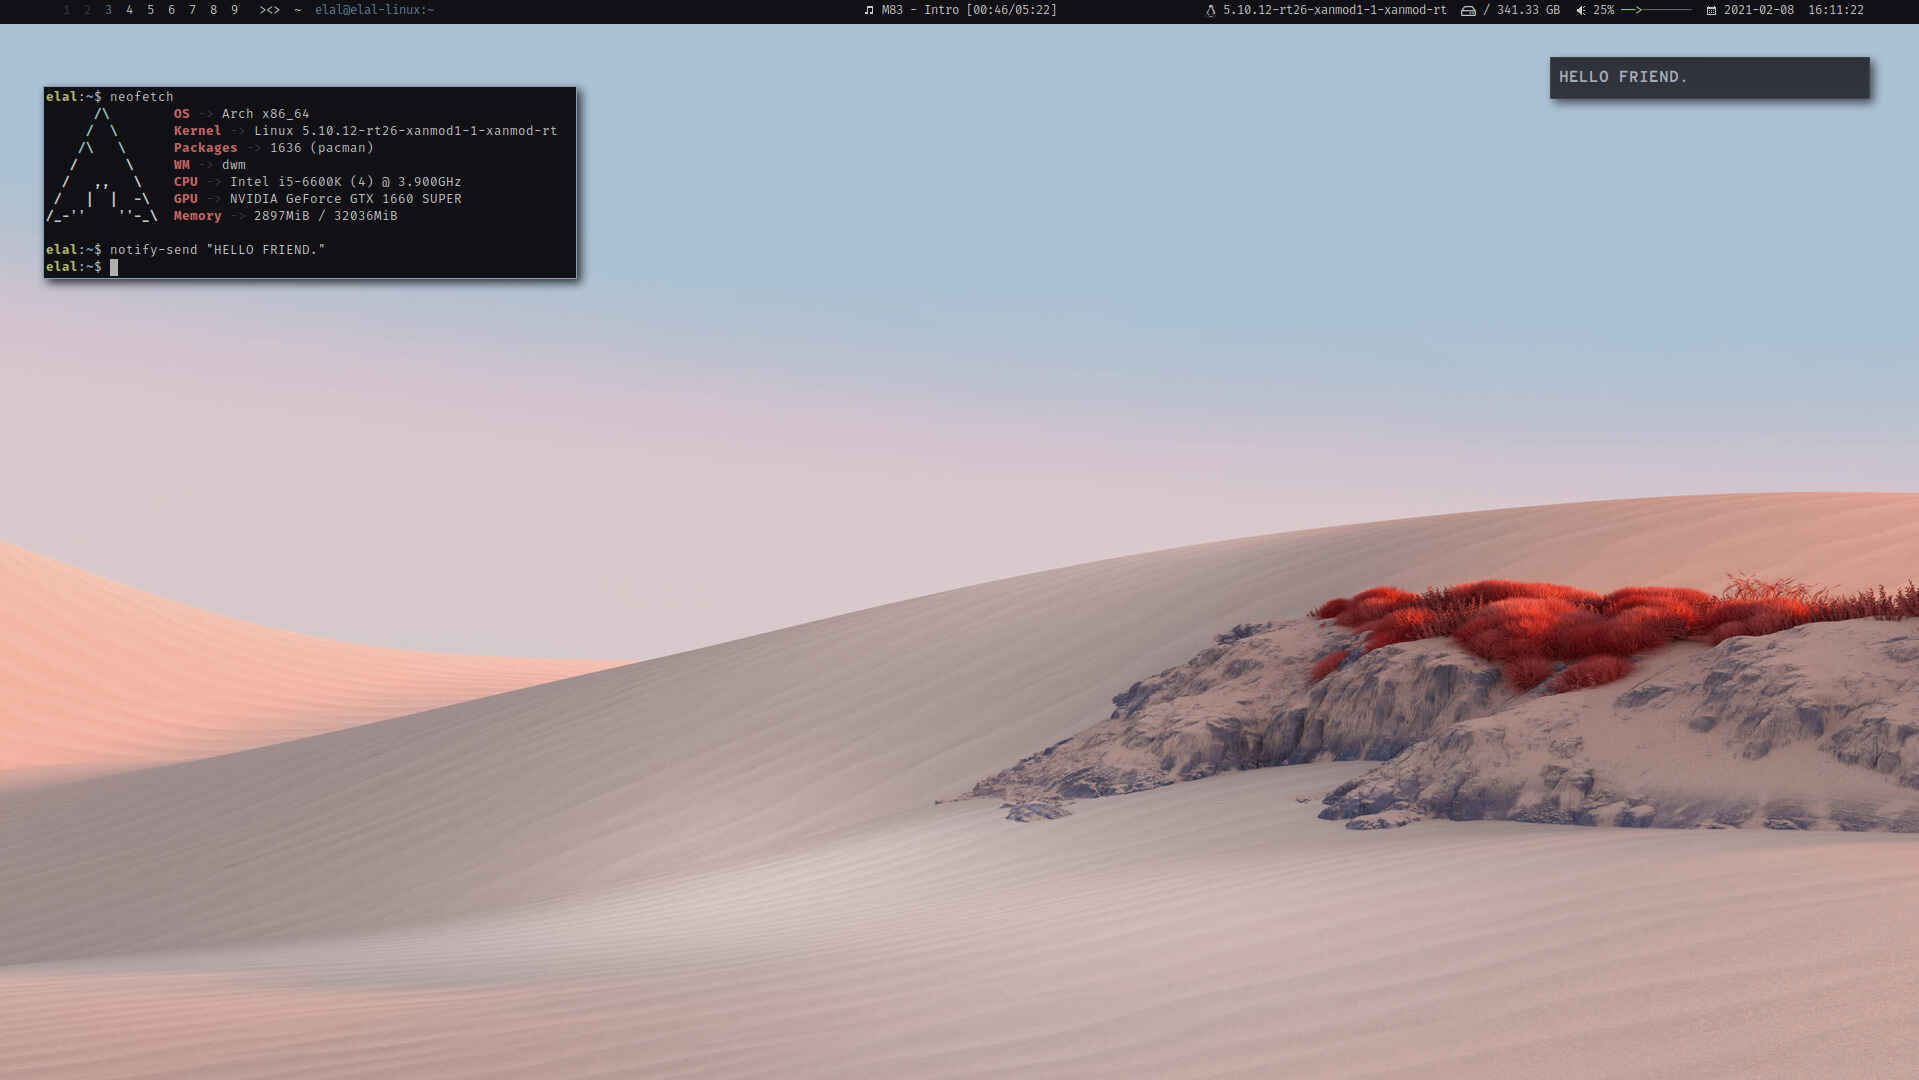 1 2 3 4 5 6 7 8 9 ><> ~ elal@elal-linux:~
M83 - Intro [00:46/05:22]
5.10.12-rt26-xanmod1-1-xanmod-rt / 341.33 GB 25% ──>─────── 2021-02-08 16:11:22
HELLO FRIEND.
elal:~$ neofetch
OS -> Arch x86_64
Kernel -> Linux 5.10.12-rt26-xanmod1-1-xanmod-rt
Packages -> 1636 (pacman)
WM -> dwm
CPU -> Intel i5-6600K (4) @ 3.900GHz
GPU -> NVIDIA GeForce GTX 1660 SUPER
Memory -> 2897MiB / 32036MiB
elal:~$ notify-send "HELLO FRIEND."
elal:~$